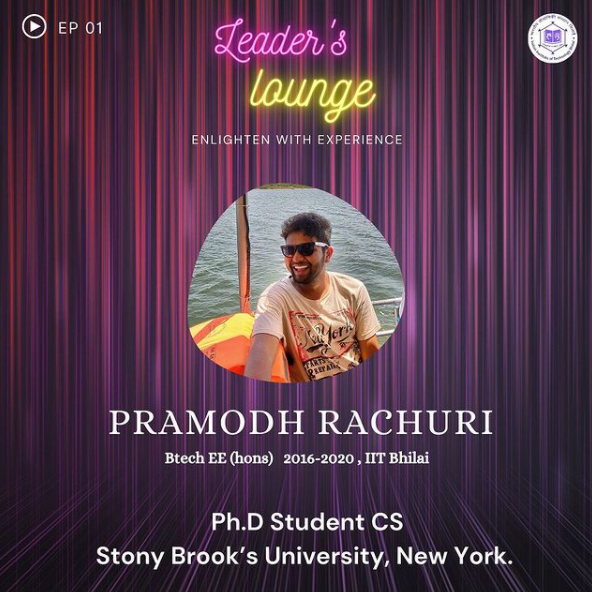 EP 01
Leader's
lounge
ENLIGHTEN WITH EXPERIENCE
PRAMODH RACHURI
Btech EE (hons) 2016-2020 , IIT Bhilai
Ph.D Student CS
Stony Brook's University, New York.